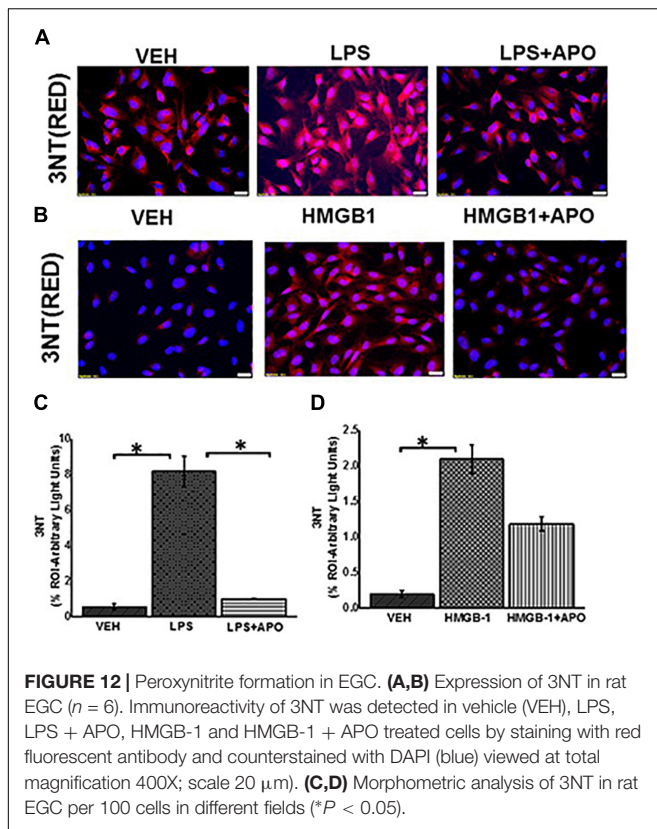 A
VEH LPS LPS+APO
3NT(RED)
B
VEH HMGB1 HMGB1+APO
3NT(RED)
C D
3NT
(% ROI-Arbitrary Light Units)
10
8
6
4
2
0
* *
VEH LPS LPS+APO
3NT
(% ROI-Arbitrary Light Units)
2.5
2.0
1.5
1.0
0.5
0.0
*
VEH HMGB-1 HMGB-1+APO
FIGURE 12 | Peroxynitrite formation in EGC. (A,B) Expression of 3NT in rat
EGC (n = 6). Immunoreactivity of 3NT was detected in vehicle (VEH), LPS,
LPS + APO, HMGB-1 and HMGB-1 + APO treated cells by staining with red
fluorescent antibody and counterstained with DAPI (blue) viewed at total
magnification 400X; scale 20 μm). (C,D) Morphometric analysis of 3NT in rat
EGC per 100 cells in different fields (*P < 0.05).